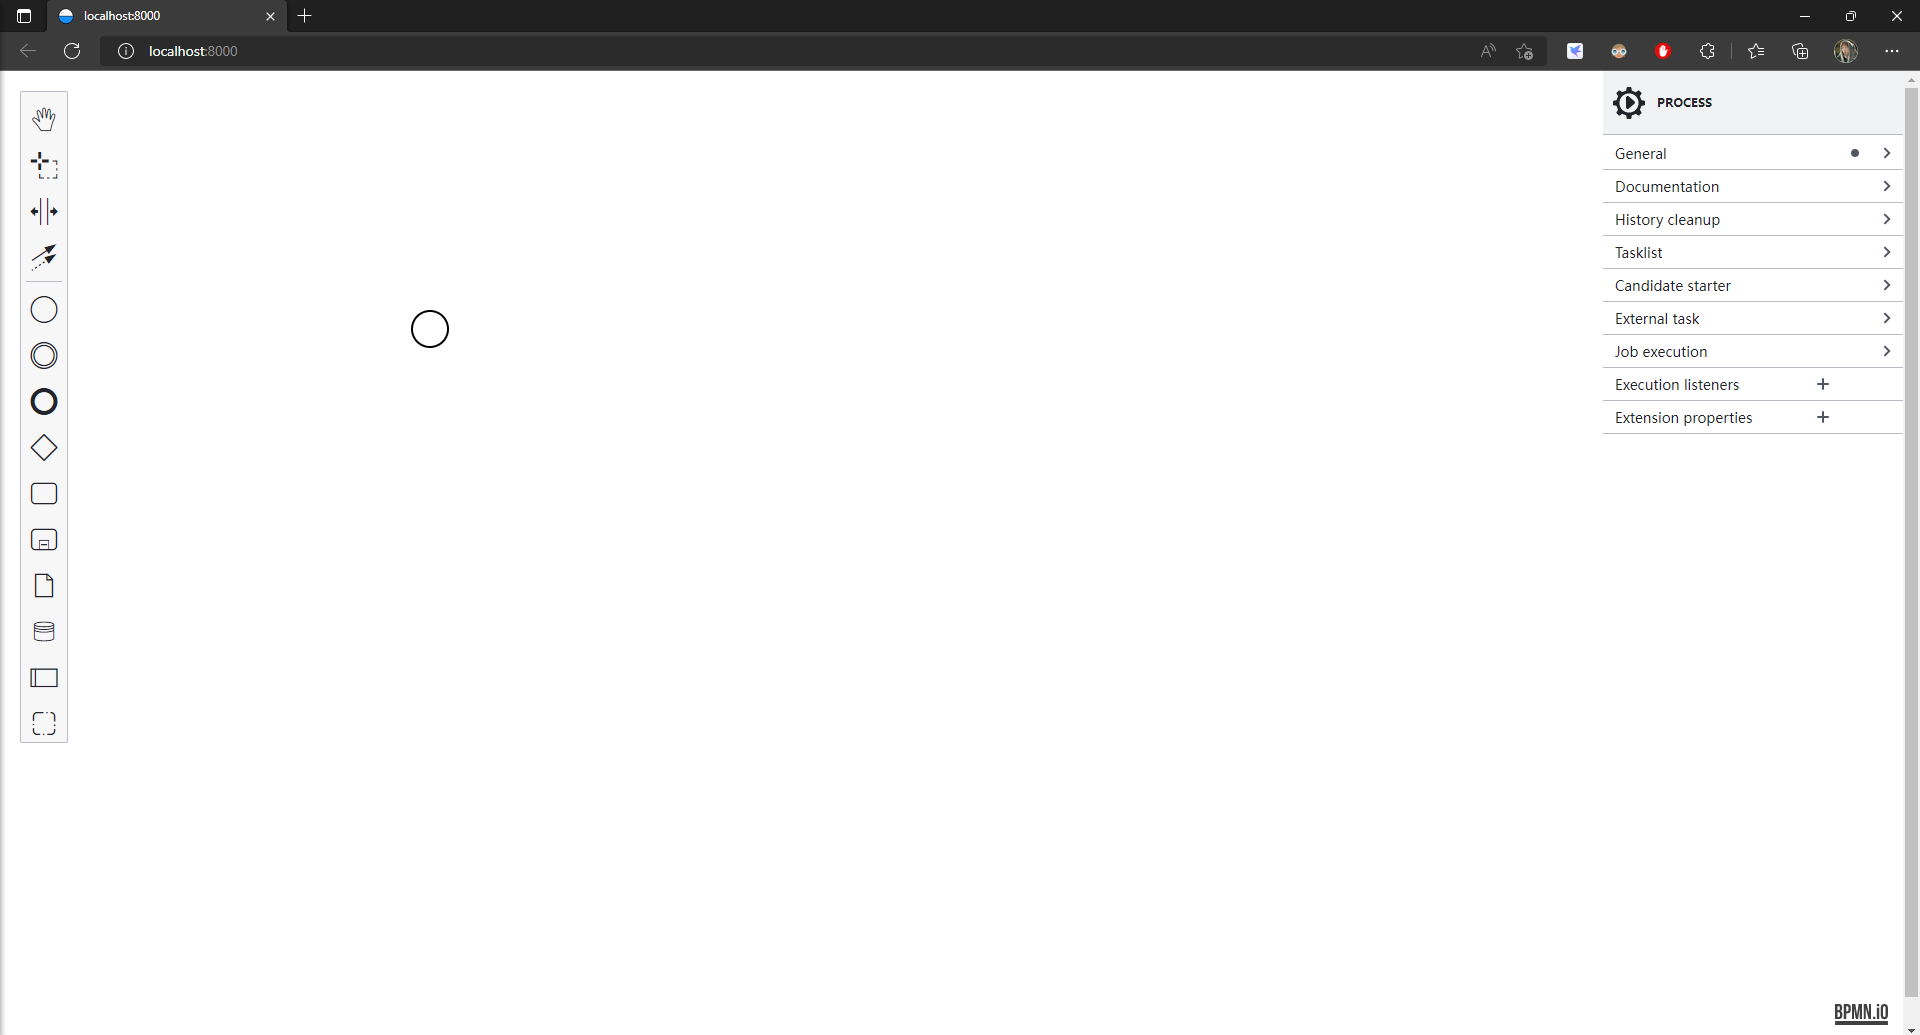 localhost:8000
localhost:8000
PROCESS
General
Documentation
History cleanup
Tasklist
Candidate starter
External task
Job execution
Execution listeners
Extension properties
BPMN.iO